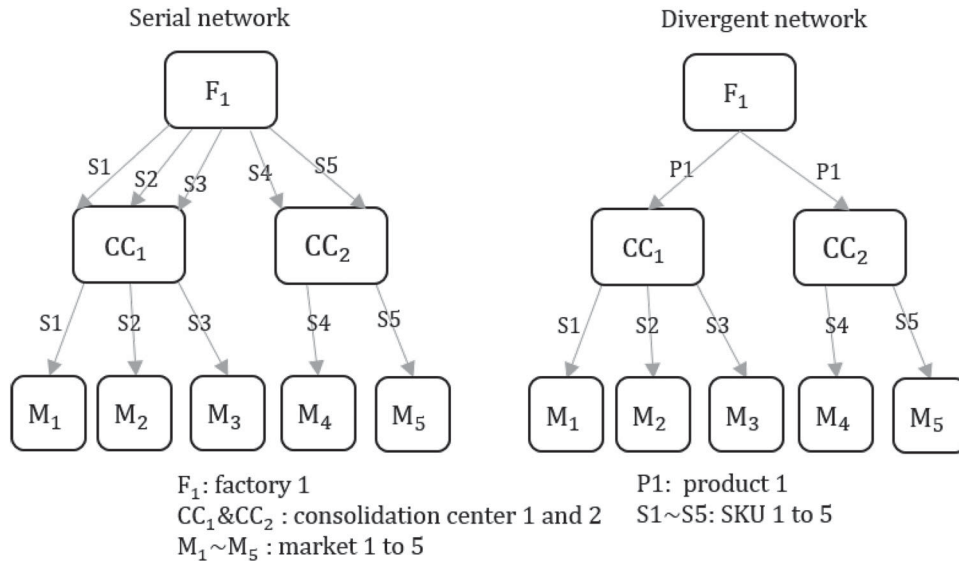 Serial network
Divergent network
F₁
F₁
S1 S2 S3 S4 S5
P1 P1
CC₁ CC₂
CC₁ CC₂
S1 S2 S3 S4 S5
S1 S2 S3 S4 S5
M₁ M₂ M₃ M₄ M₅
M₁ M₂ M₃ M₄ M₅
F₁: factory 1
CC₁&CC₂ : consolidation center 1 and 2
M₁~M₅ : market 1 to 5
P1: product 1
S1~S5: SKU 1 to 5